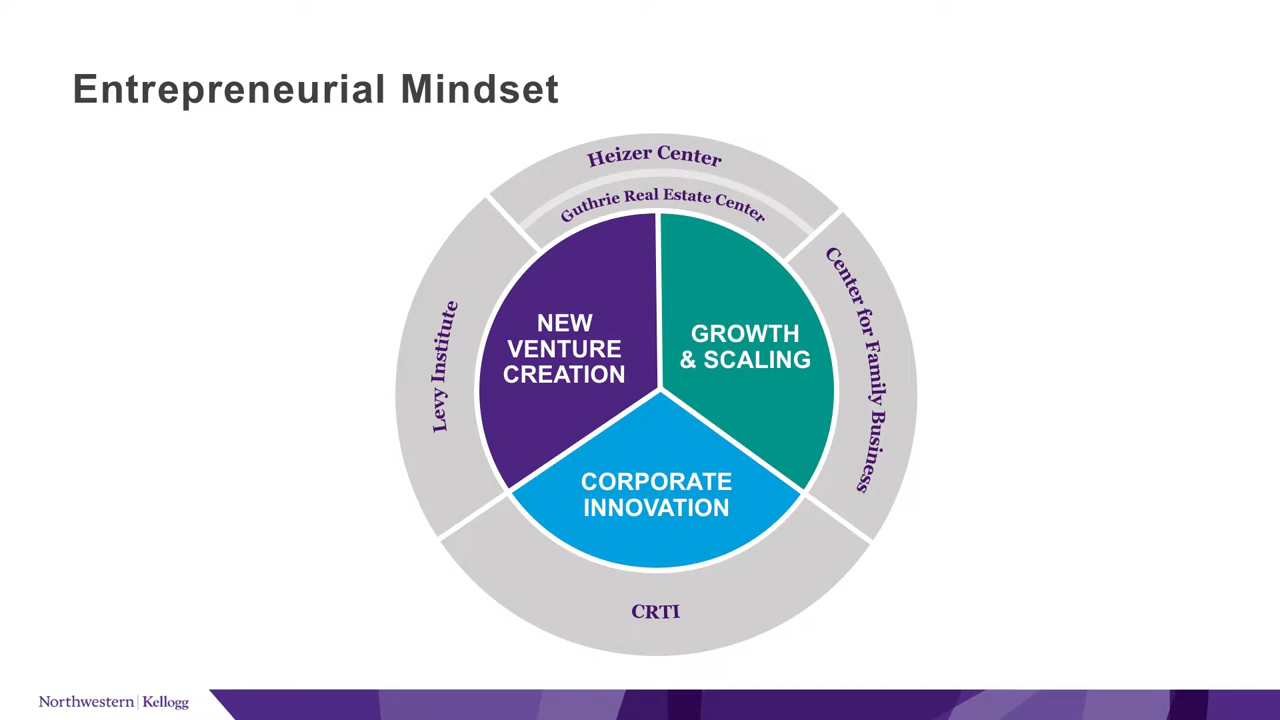 Entrepreneurial Mindset
Heizer Center
Guthrie Real Estate Center
Levy Institute
NEW
VENTURE
CREATION
GROWTH
& SCALING
Center for Family Business
CORPORATE
INNOVATION
CRTI
Northwestern | Kellogg